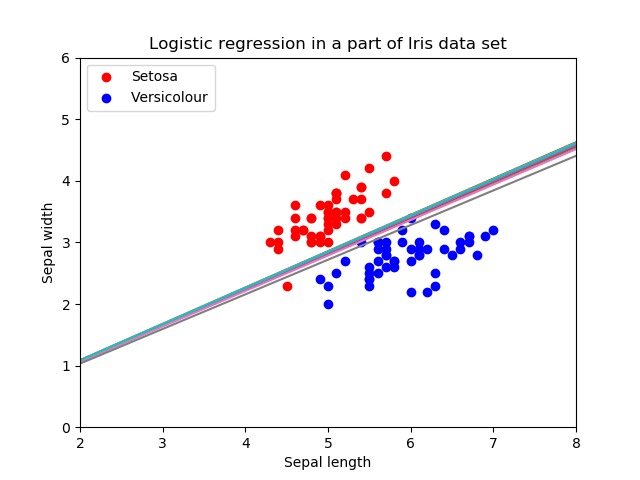 Logistic regression in a part of Iris data set
Setosa
Versicolour
Sepal width
6
5
4
3
2
1
0
2 3 4 5 6 7 8
Sepal length